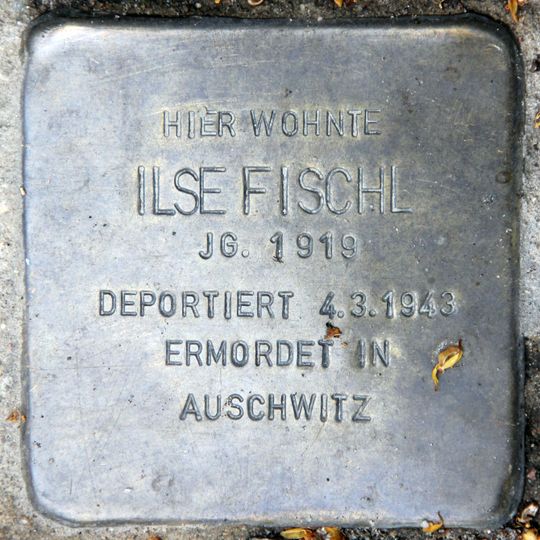 HIER WOHNTE
ILSE FISCHL
JG. 1919
DEPORTIERT 4.3.1943
ERMORDET IN
AUSCHWITZ